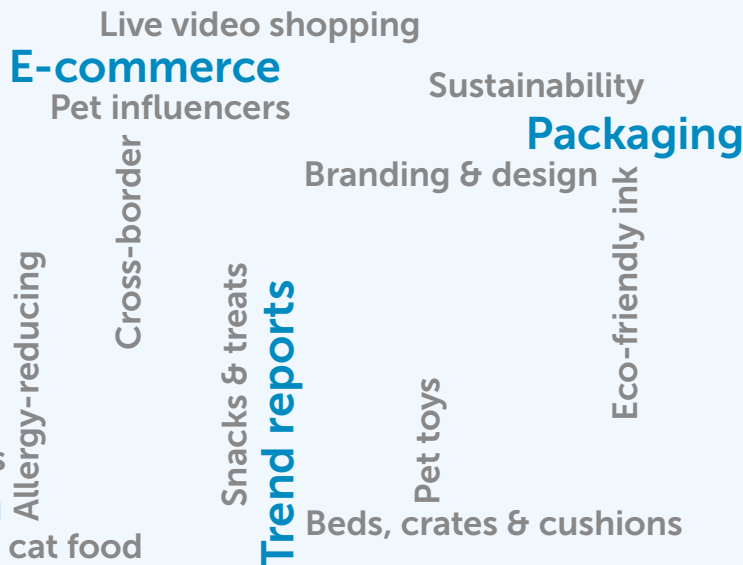 Live video shopping
E-commerce
Pet influencers
Sustainability
Packaging
Branding & design
Cross-border
Eco-friendly ink
Allergy-reducing
Snacks & treats
Trend reports
Pet toys
Beds, crates & cushions
cat food